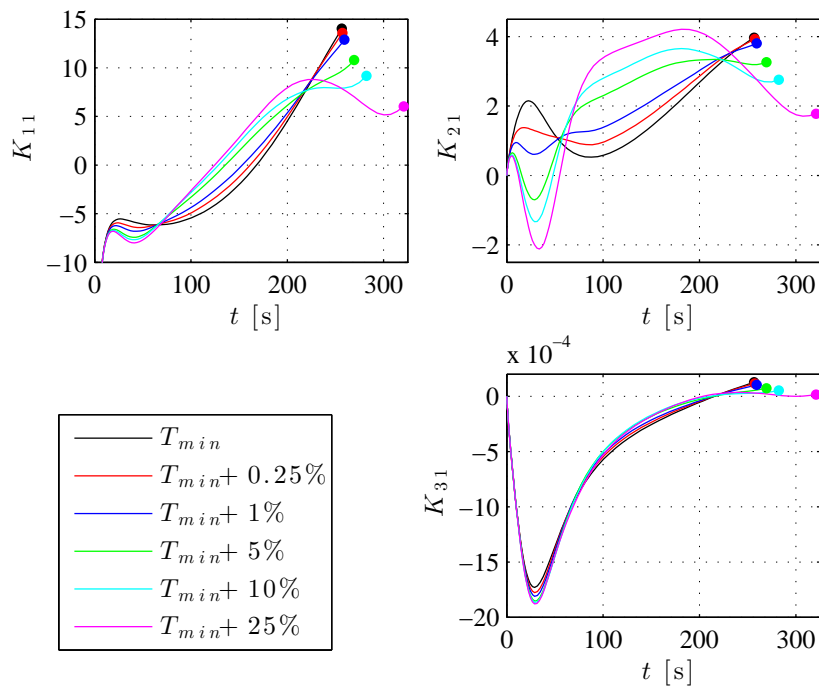 15
10
5
0
−5
−10
K11
0 100 200 300
t [s]
4
2
0
−2
K21
0 100 200 300
t [s]
x 10−4
0
−5
−10
−15
−20
K31
0 100 200 300
t [s]
Tmin
Tmin+ 0.25%
Tmin+ 1%
Tmin+ 5%
Tmin+ 10%
Tmin+ 25%